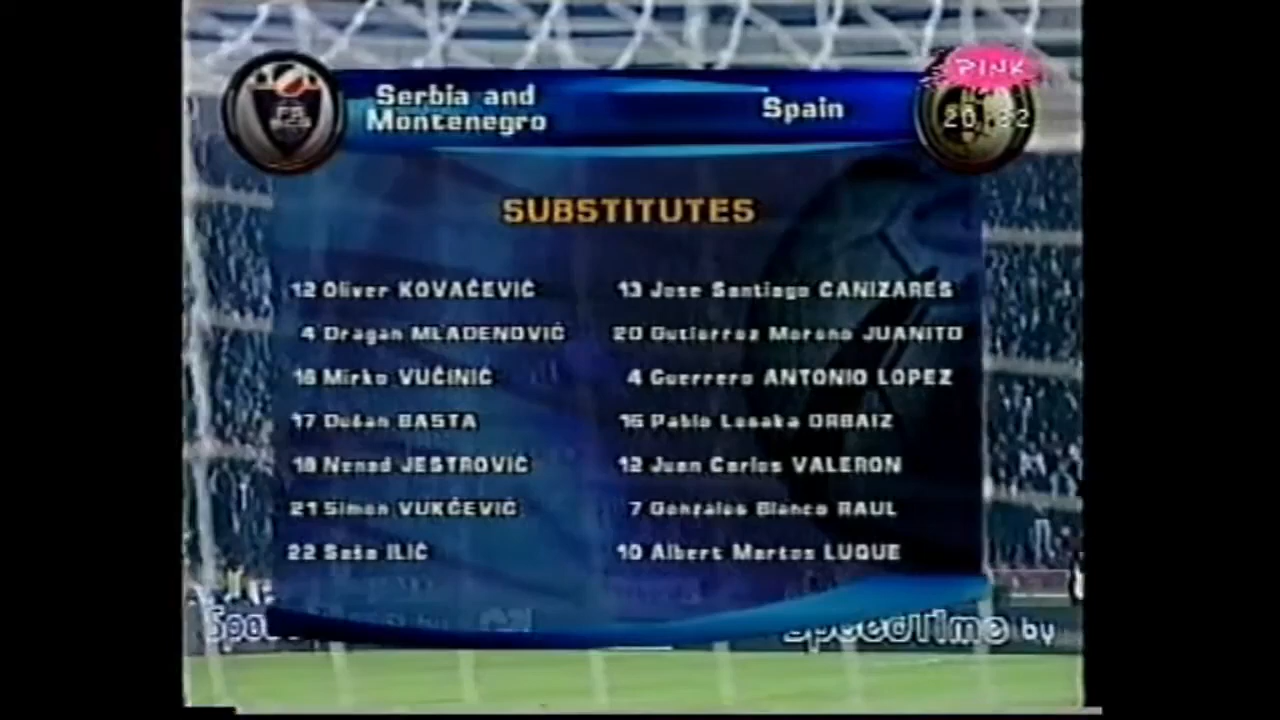 Serbia and
Montenegro
Spain
PINK
SUBSTITUTES
12 Oliver KOVAČEVIĆ
13 Jose Santiago CANIZARES
4 Dragan MLADENOVIĆ
20 Gutierrez Moreno JUANITO
16 Mirko VUČINIĆ
4 Guerrero ANTONIO LOPEZ
17 Dušan BASTA
16 Pablo Lasaka ORBAIZ
18 Nenad JESTROVIĆ
12 Juan Carlos VALERON
21 Simon VUKČEVIĆ
7 Gonzales Blanco RAUL
22 Saša ILIĆ
10 Albert Martos LUQUE
by